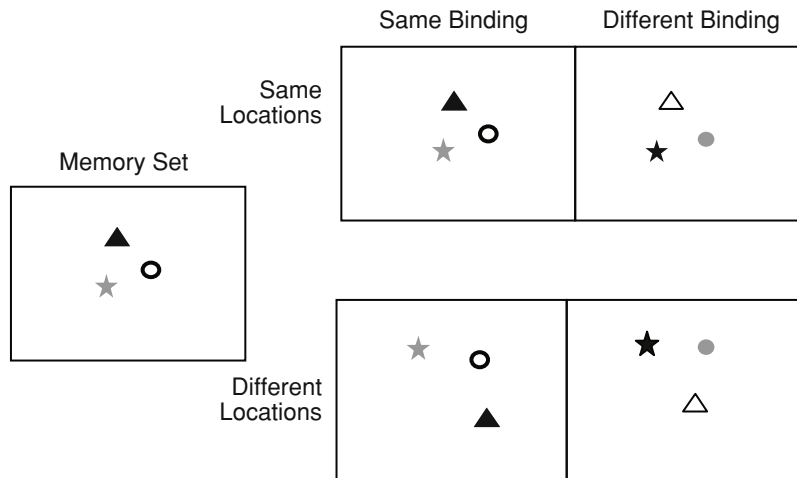 Same Binding
Different Binding
Same
Locations
Memory Set
Different
Locations